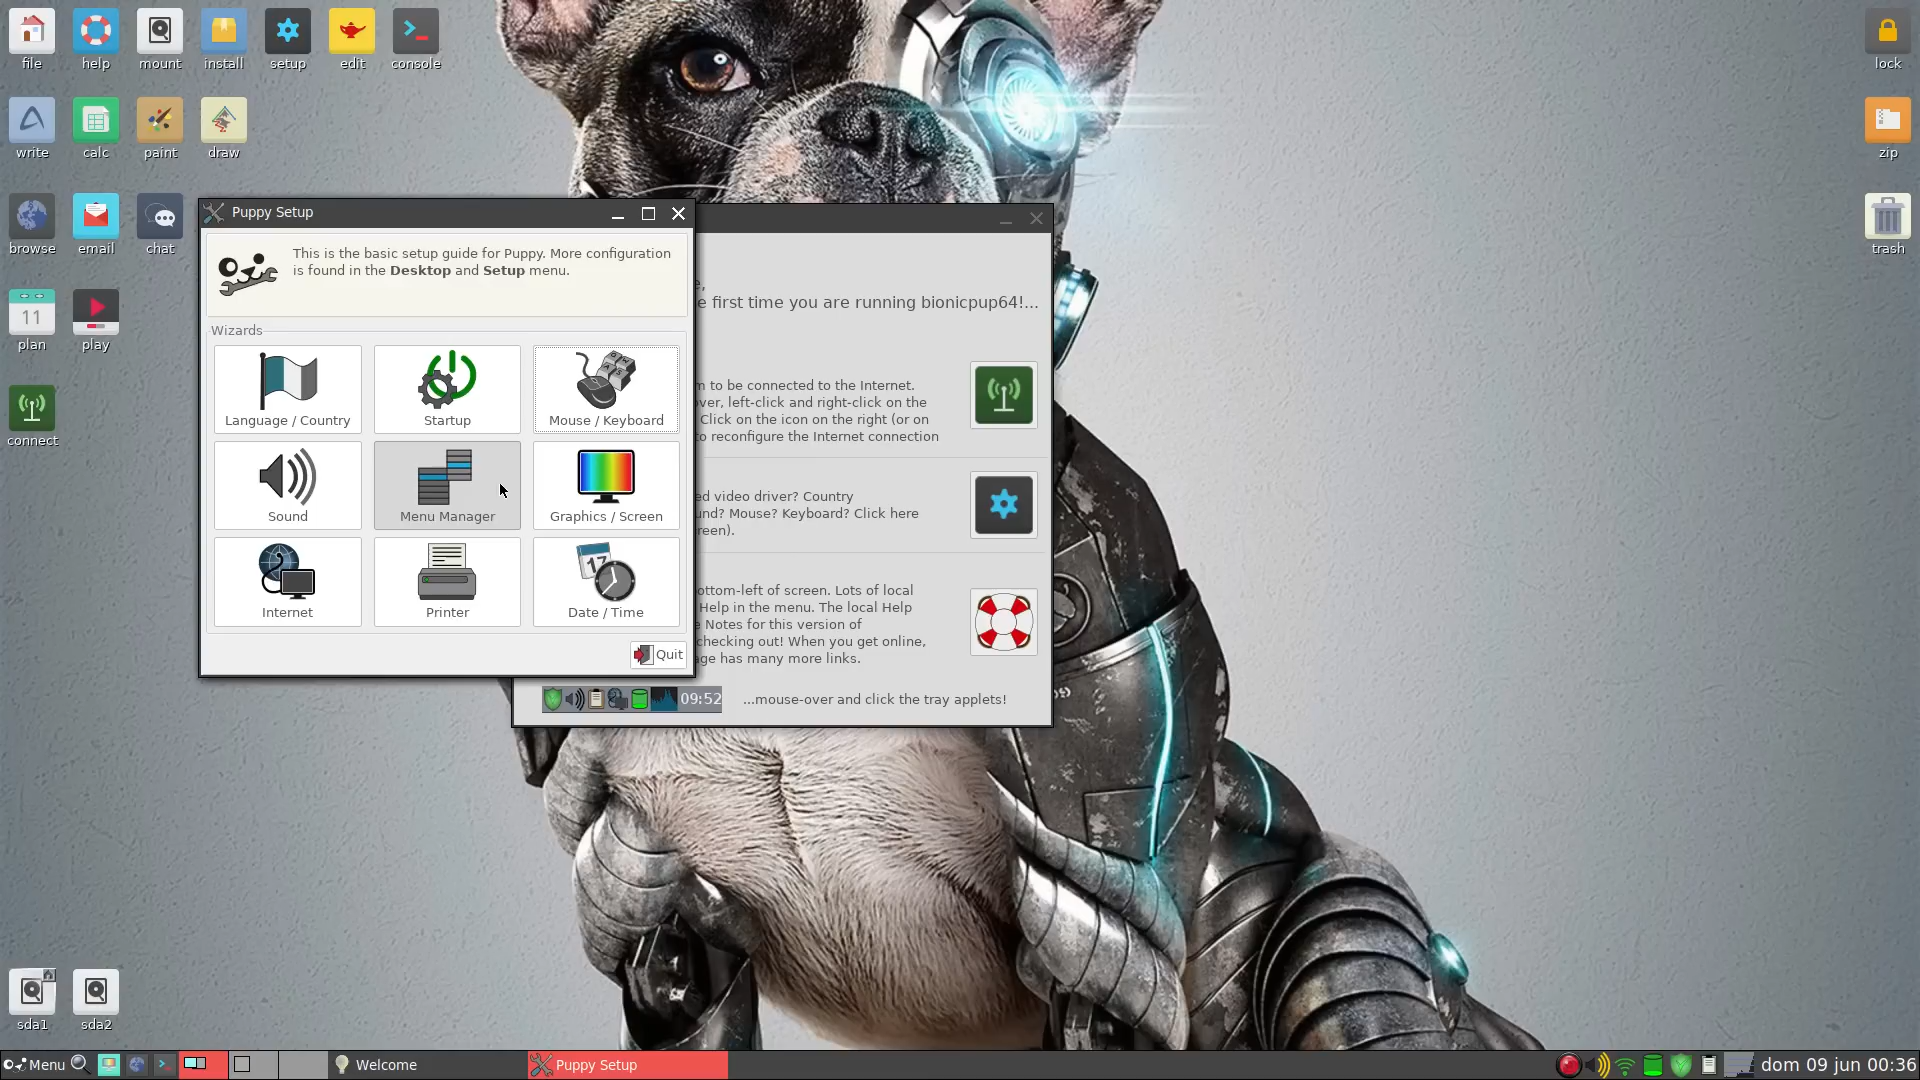 file
help
mount
install
setup
edit
console
lock
write
calc
paint
draw
zip
browse
email
chat
trash
11
plan
play
connect
Puppy Setup
This is the basic setup guide for Puppy. More configuration
is found in the Desktop and Setup menu.
Wizards
Language / Country
Startup
Mouse / Keyboard
Sound
Menu Manager
Graphics / Screen
Internet
Printer
17
Date / Time
Quit
first time you are running bionicpup64!...
to be connected to the Internet.
left-click and right-click on the
Click on the icon on the right (or on
reconfigure the Internet connection
video driver? Country
Mouse? Keyboard? Click here
of screen. Lots of local
Help in the menu. The local Help
Notes for this version of
checking out! When you get online,
has many more links.
09:52
...mouse-over and click the tray applets!
sda1
sda2
Menu
Welcome
Puppy Setup
dom 09 jun 00:36